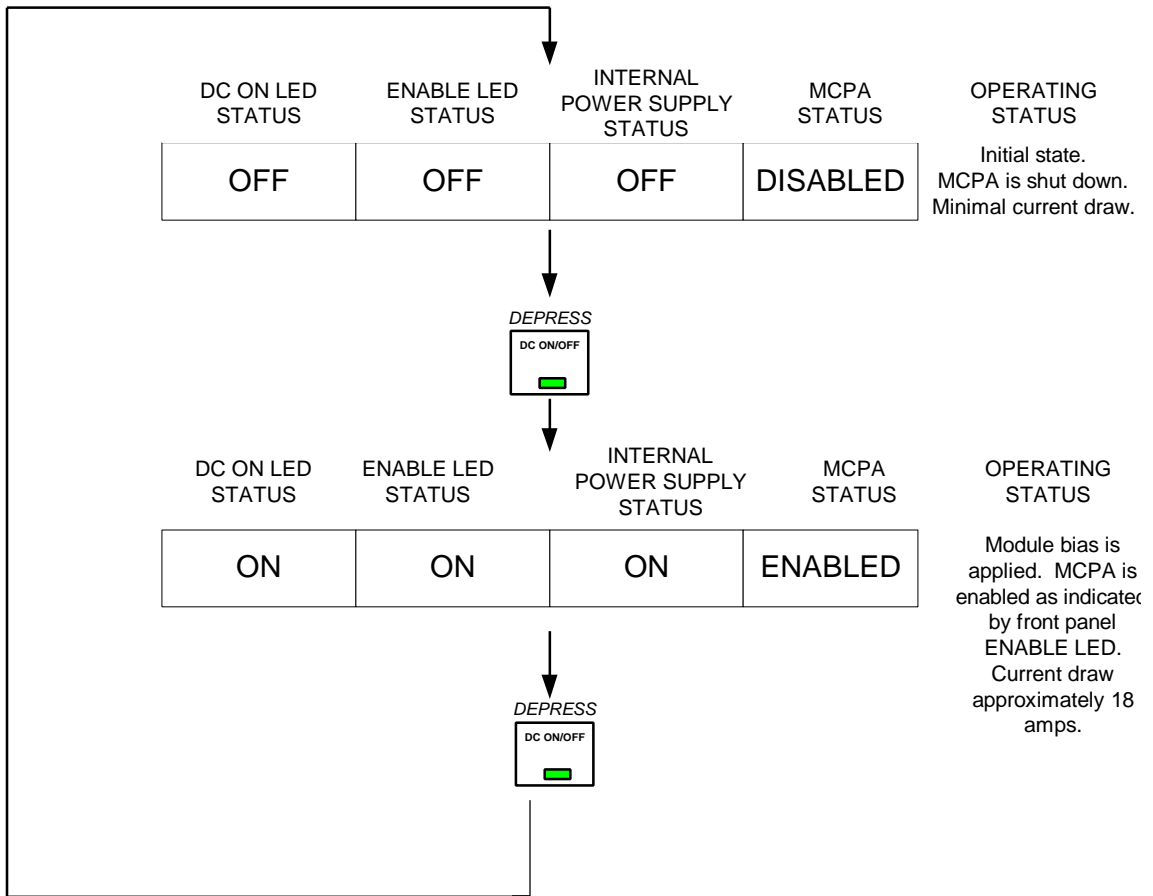 DC ON LED
STATUS
ENABLE LED
STATUS
INTERNAL
POWER SUPPLY
STATUS
MCPA
STATUS
OPERATING
STATUS
OFF
OFF
OFF
DISABLED
Initial state.
MCPA is shut down.
Minimal current draw.
DEPRESS
DC ON/OFF
DC ON LED
STATUS
ENABLE LED
STATUS
INTERNAL
POWER SUPPLY
STATUS
MCPA
STATUS
OPERATING
STATUS
ON
ON
ON
ENABLED
Module bias is
applied. MCPA is
enabled as indicated
by front panel
ENABLE LED.
Current draw
approximately 18
amps.
DEPRESS
DC ON/OFF